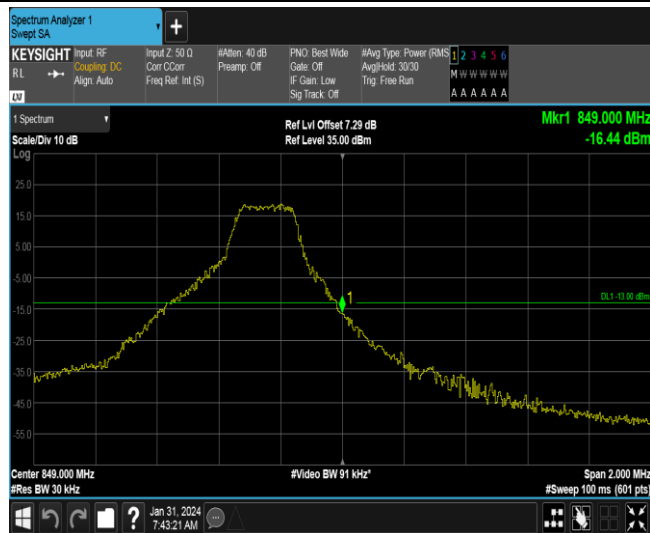 Spectrum Analyzer 1
Swept SA
+
KEYSIGHT
RL
Input: RF
Coupling: DC
Align: Auto
Input Z: 50 Ω
Corr CCorr
Freq Ref: Int (S)
#Atten: 40 dB
Preamp: Off
PNO: Best Wide
Gate: Off
IF Gain: Low
Sig Track: Off
#Avg Type: Power (RMS
Avg|Hold: 30/30
Trig: Free Run
1 2 3 4 5 6
M W W W W W
A A A A A A
LXI
1 Spectrum
Scale/Div 10 dB
Log
Ref Lvl Offset 7.29 dB
Ref Level 35.00 dBm
Mkr1 849.000 MHz
-16.44 dBm
25.0
15.0
5.00
-5.00
DL1 -13.00 dBm
1
-15.0
-25.0
-35.0
-45.0
-55.0
Center 849.000 MHz
#Res BW 30 kHz
#Video BW 91 kHz*
Span 2.000 MHz
#Sweep 100 ms (601 pts)
?
Jan 31, 2024
7:43:21 AM